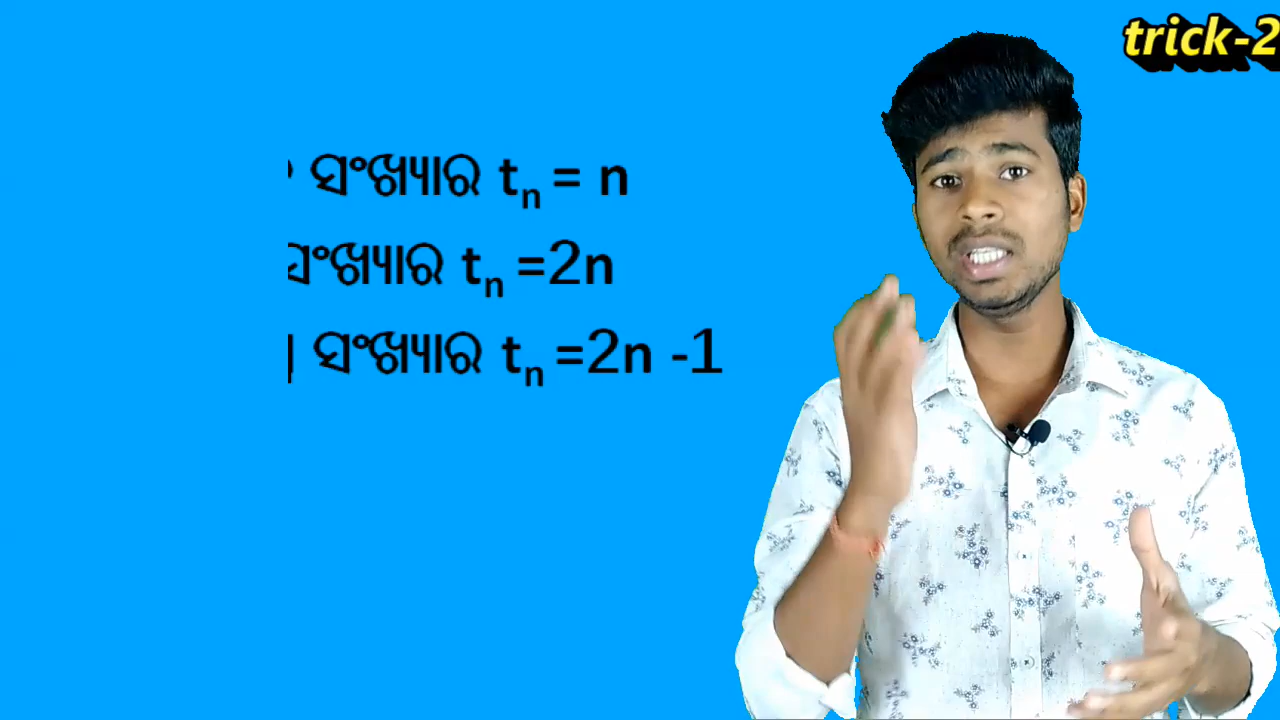 trick-2
ସଂଖ୍ୟାର tn = n
ସଂଖ୍ୟାର tn =2n
ସଂଖ୍ୟାର tn =2n -1